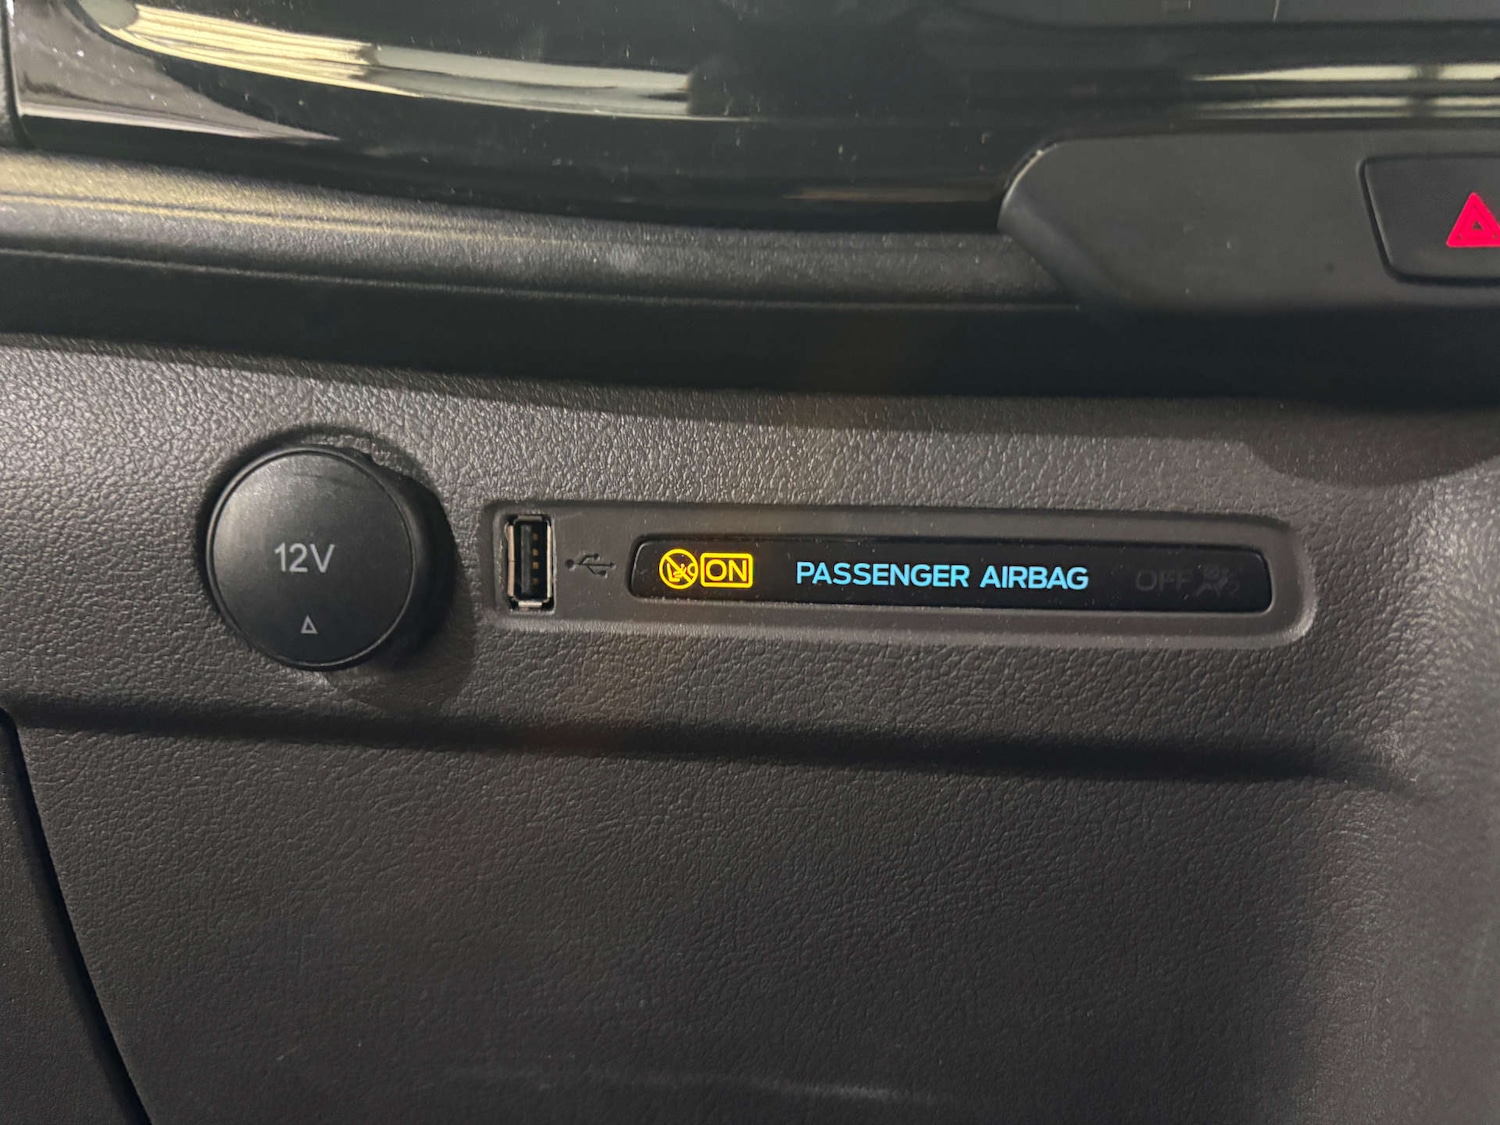 12V
ON PASSENGER AIRBAG OFF